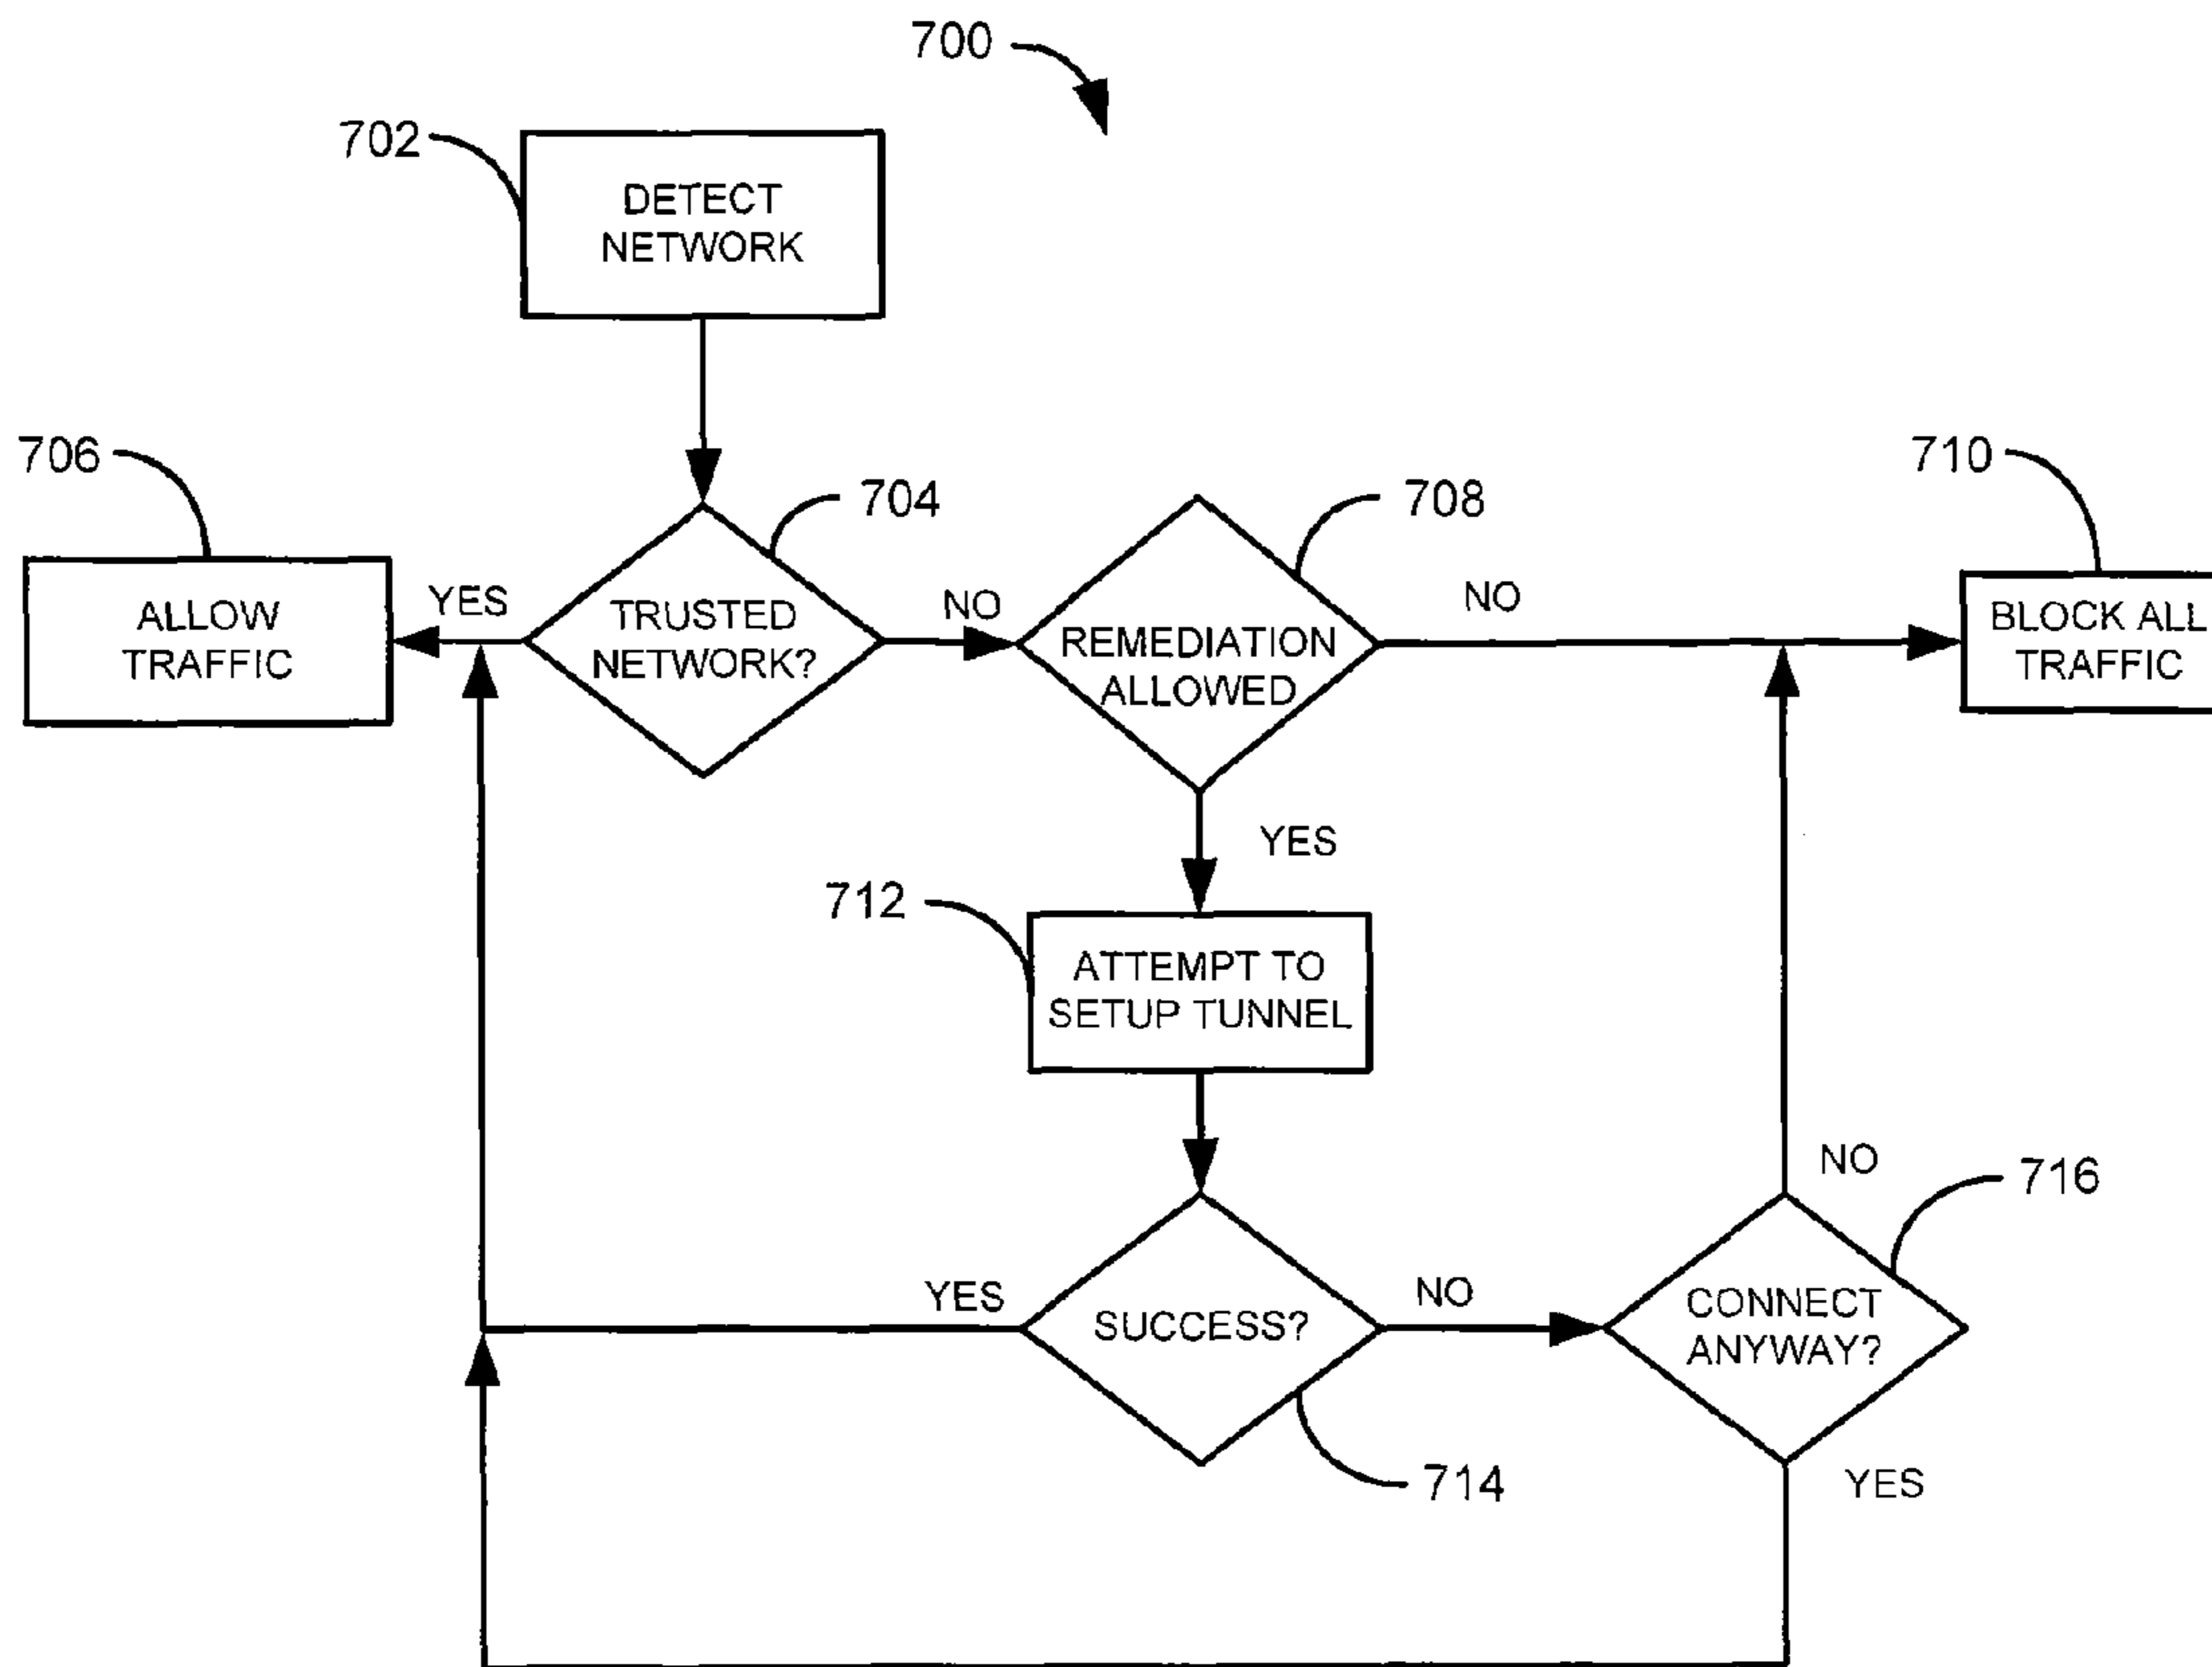 700
702
DETECT
NETWORK
706
704
708
710
ALLOW
TRAFFIC
YES
TRUSTED
NETWORK?
NO
REMEDIATION
ALLOWED
NO
BLOCK ALL
TRAFFIC
YES
712
ATTEMPT TO
SETUP TUNNEL
NO
716
YES
SUCCESS?
NO
CONNECT
ANYWAY?
714
YES